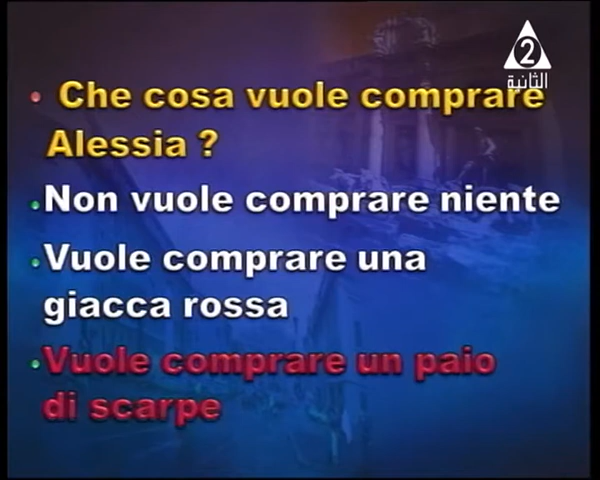 2
الثانية
Che cosa vuole comprare
Alessia ?
Non vuole comprare niente
Vuole comprare una
giacca rossa
Vuole comprare un paio
di scarpe